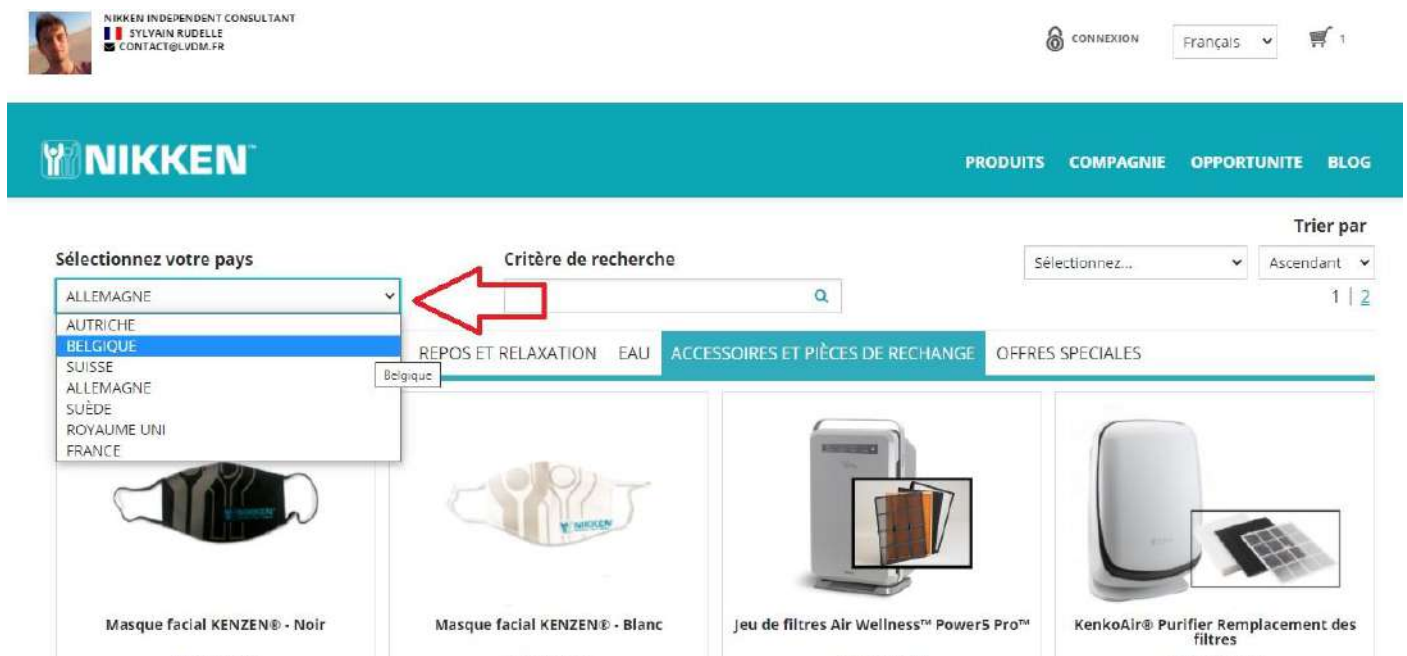 NIKKEN INDEPENDENT CONSULTANT
SYLVAIN RUDELLE
CONTACT@LVDM.FR
CONNEXION
Français
1
NIKKEN™
PRODUITS COMPAGNIE OPPORTUNITE BLOG
Trier par
Sélectionnez votre pays
Critère de recherche
Sélectionnez...
Ascendant
ALLEMAGNE
1 | 2
AUTRICHE
BELGIQUE
SUISSE
ALLEMAGNE
SUÈDE
ROYAUME UNI
FRANCE
Belgique
REPOS ET RELAXATION EAU ACCESSOIRES ET PIÈCES DE RECHANGE OFFRES SPECIALES
NIKKEN
NIKKEN
Masque facial KENZEN® - Noir
Masque facial KENZEN® - Blanc
Jeu de filtres Air Wellness™ Power5 Pro™
KenkoAir® Purifier Remplacement des
filtres